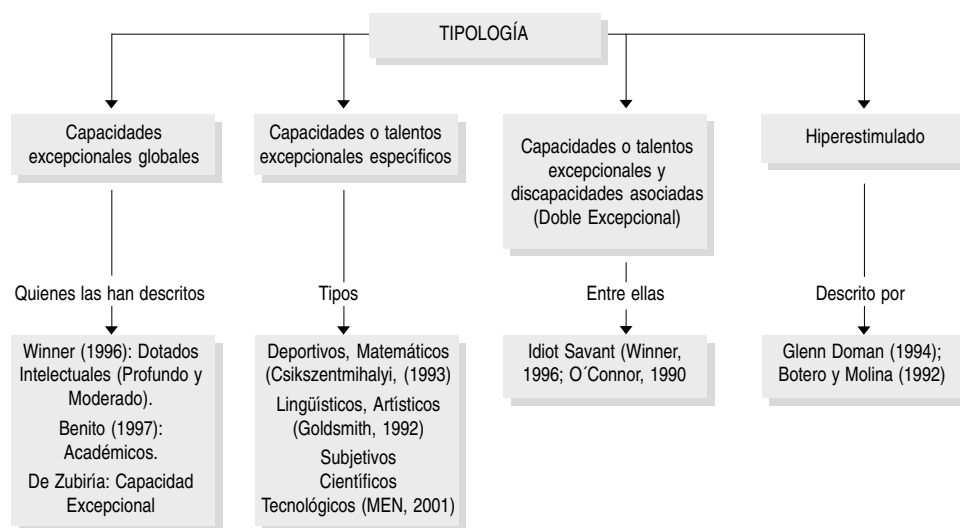 TIPOLOGÍA
Capacidades
excepcionales globales
Capacidades o talentos
excepcionales específicos
Capacidades o talentos
excepcionales y
discapacidades asociadas
(Doble Excepcional)
Hiperestimulado
Quienes las han descritos
Tipos
Entre ellas
Descrito por
Winner (1996): Dotados
Intelectuales (Profundo y
Moderado).
Benito (1997):
Académicos.
De Zubiría: Capacidad
Excepcional
Deportivos, Matemáticos
(Csikszentmihalyi, (1993)
Lingüísticos, Artísticos
(Goldsmith, 1992)
Subjetivos
Científicos
Tecnológicos (MEN, 2001)
Idiot Savant (Winner,
1996; O´Connor, 1990
Glenn Doman (1994);
Botero y Molina (1992)